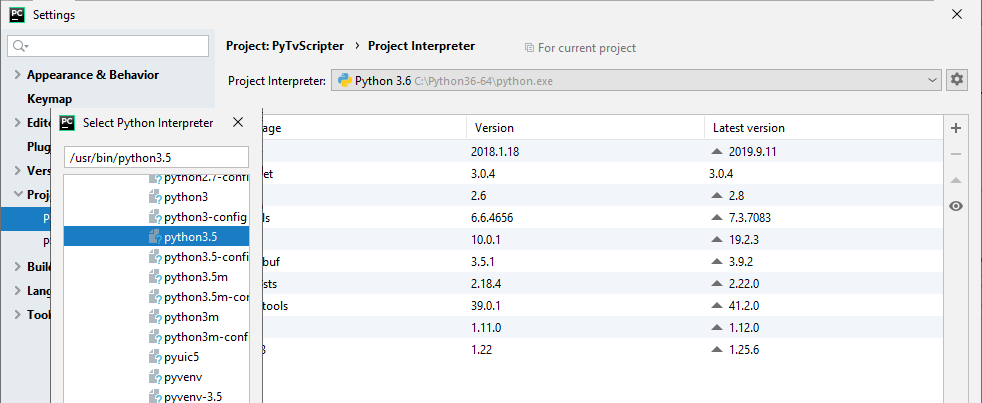 PC Settings
Project: PyTvScripter › Project Interpreter For current project
Appearance & Behavior
Project Interpreter: Python 3.6 C:\Python36-64\python.exe
Keymap
PC Select Python Interpreter
Edit
Plug
Vers
Proj
P
P
Buil
Lang
Tool
/usr/bin/python3.5
python2.7-confi
python3
python3-config
python3.5
python3.5-confi
python3.5m
python3.5m-cor
python3m
python3m-confi
pyuic5
pyvenv
pyvenv-3.5
age Version Latest version
2018.1.18 2019.9.11
et 3.0.4 3.0.4
2.6 2.8
ls 6.6.4656 7.3.7083
10.0.1 19.2.3
buf 3.5.1 3.9.2
sts 2.18.4 2.22.0
tools 39.0.1 41.2.0
1.11.0 1.12.0
3 1.22 1.25.6